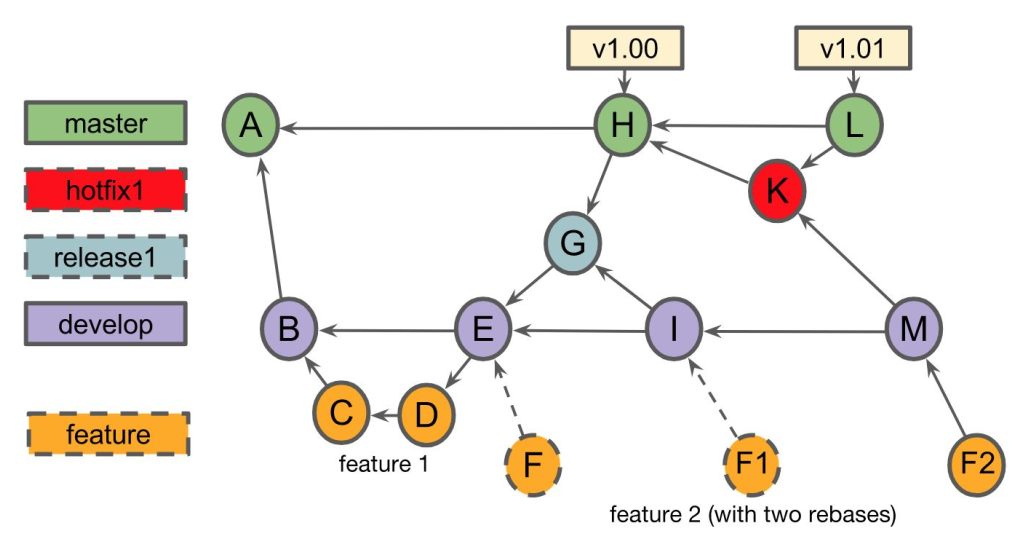 v1.00
v1.01
master
A
H
L
hotfix1
K
release1
G
develop
B
E
I
M
C
D
feature
feature 1
F
F1
F2
feature 2 (with two rebases)